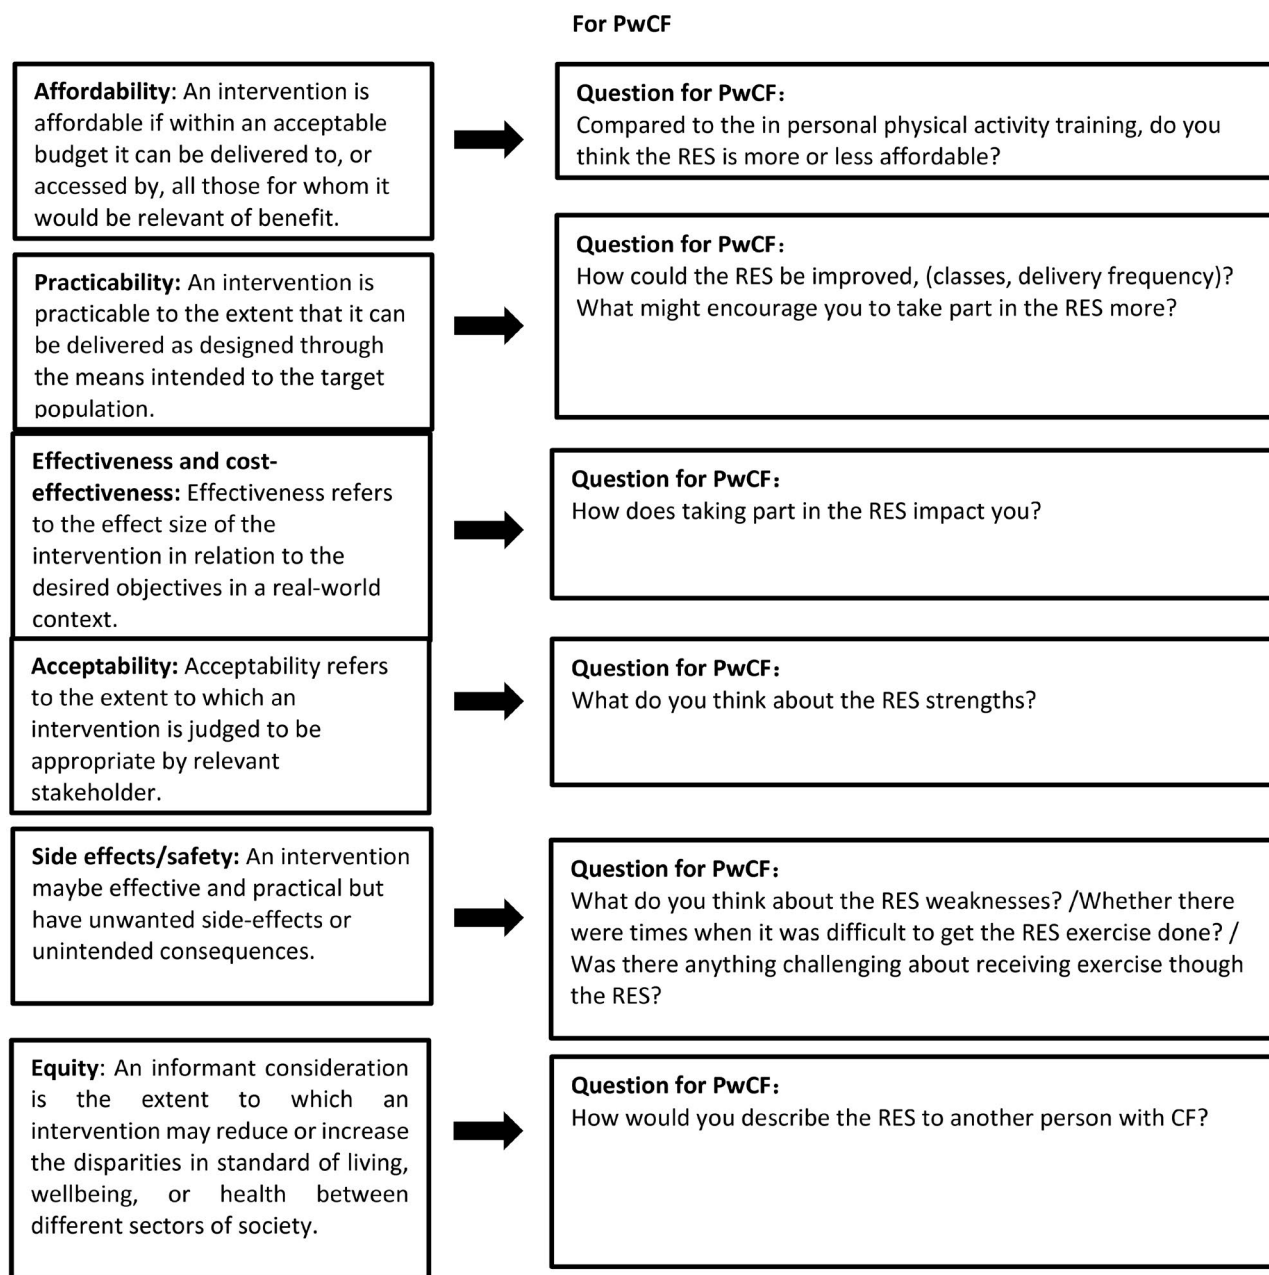 For PwCF
Affordability: An intervention is
affordable if within an acceptable
budget it can be delivered to, or
accessed by, all those for whom it
would be relevant of benefit.
Question for PwCF:
Compared to the in personal physical activity training, do you
think the RES is more or less affordable?
Practicability: An intervention is
practicable to the extent that it can
be delivered as designed through
the means intended to the target
population.
Question for PwCF:
How could the RES be improved, (classes, delivery frequency)?
What might encourage you to take part in the RES more?
Effectiveness and cost-
effectiveness: Effectiveness refers
to the effect size of the
intervention in relation to the
desired objectives in a real-world
context.
Question for PwCF:
How does taking part in the RES impact you?
Acceptability: Acceptability refers
to the extent to which an
intervention is judged to be
appropriate by relevant
stakeholder.
Question for PwCF:
What do you think about the RES strengths?
Side effects/safety: An intervention
maybe effective and practical but
have unwanted side-effects or
unintended consequences.
Question for PwCF:
What do you think about the RES weaknesses? /Whether there
were times when it was difficult to get the RES exercise done? /
Was there anything challenging about receiving exercise though
the RES?
Equity: An informant consideration
is the extent to which an
intervention may reduce or increase
the disparities in standard of living,
wellbeing, or health between
different sectors of society.
Question for PwCF:
How would you describe the RES to another person with CF?